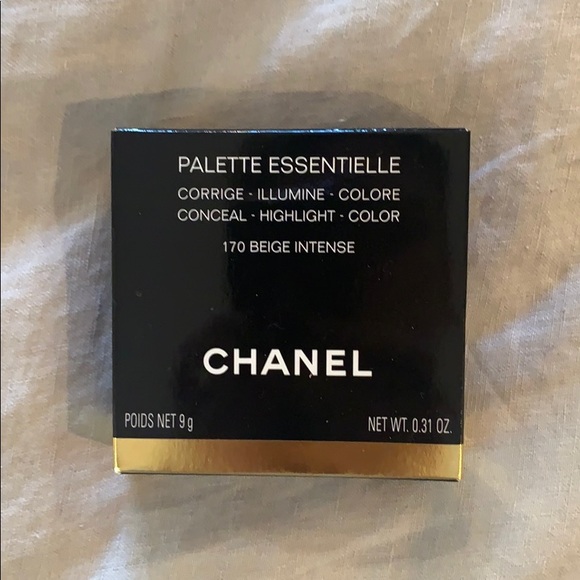 PALETTE ESSENTIELLE
CORRIGE - ILLUMINE - COLORE
CONCEAL - HIGHLIGHT - COLOR
170 BEIGE INTENSE
CHANEL
POIDS NET 9 g NET WT. 0.31 OZ.